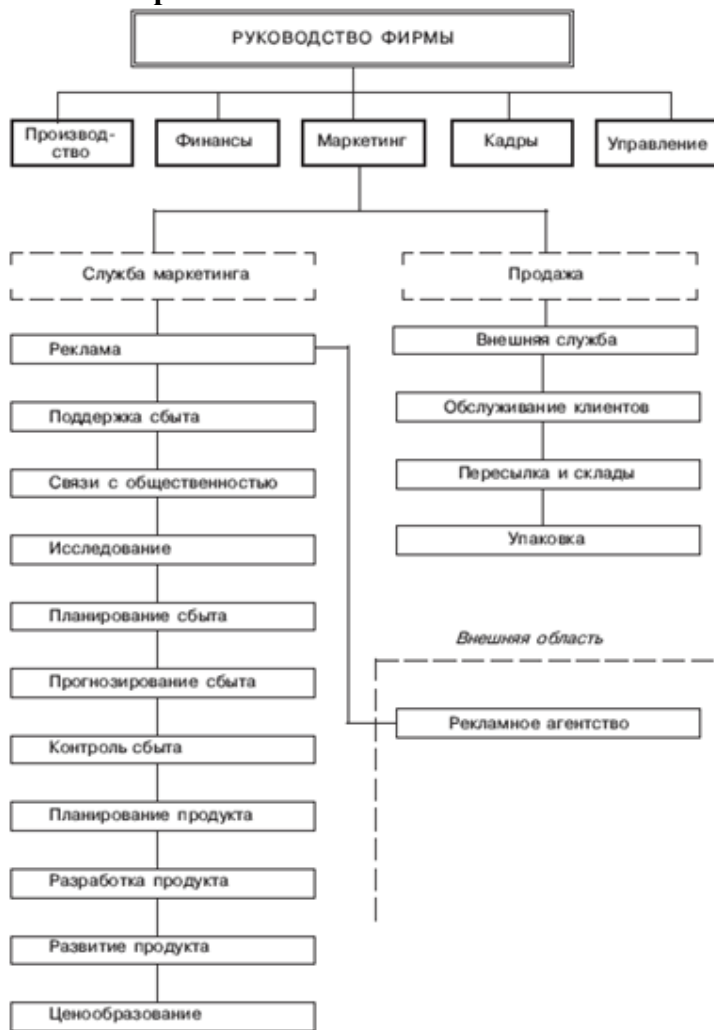 РУКОВОДСТВО ФИРМЫ
Производ-
ство
Финансы
Маркетинг
Кадры
Управление
Служба маркетинга
Продажа
Реклама
Внешняя служба
Поддержка сбыта
Обслуживание клиентов
Связи с общественностью
Пересылка и склады
Исследование
Упаковка
Планирование сбыта
Внешняя область
Прогнозирование сбыта
Рекламное агентство
Контроль сбыта
Планирование продукта
Разработка продукта
Развитие продукта
Ценообразование